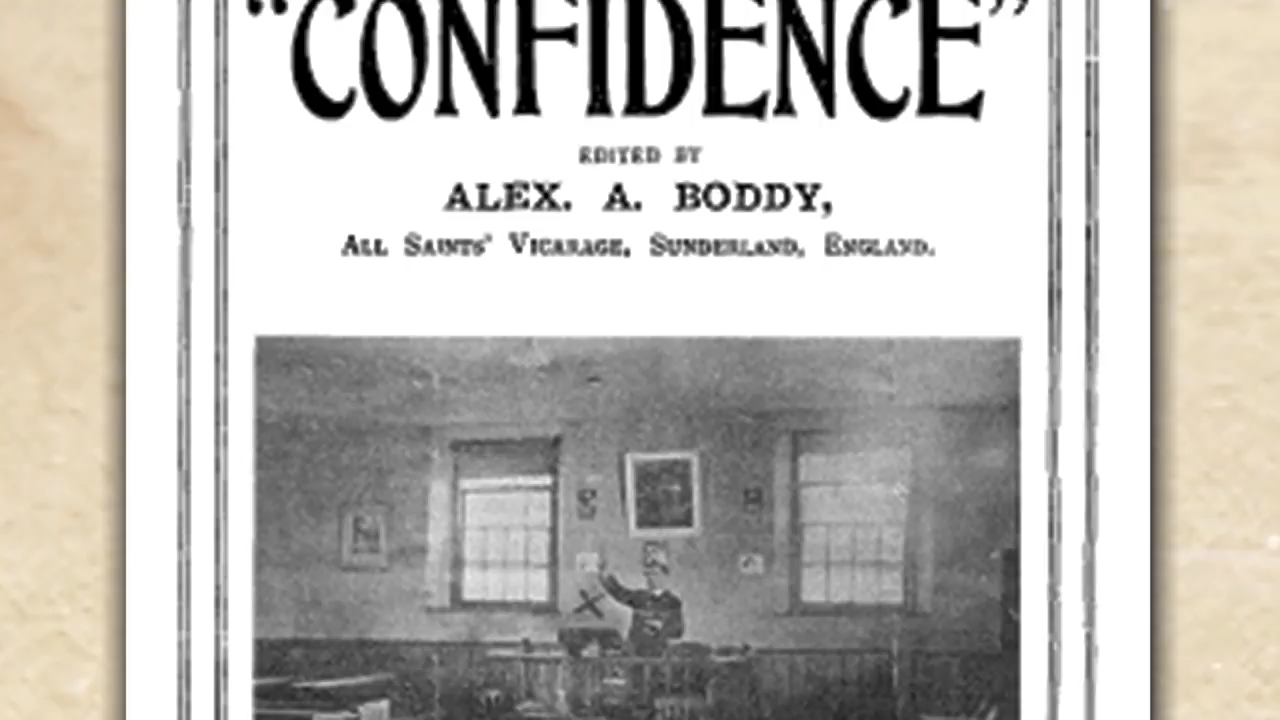 “CONFIDENCE”
EDITED BY
ALEX. A. BODDY,
ALL SAINTS’ VICARAGE, SUNDERLAND, ENGLAND.